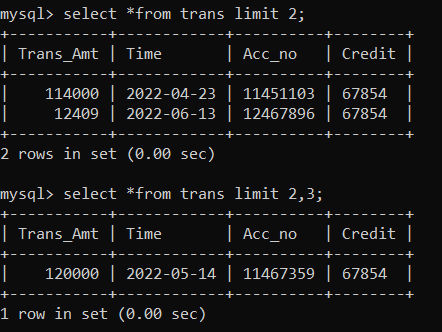 mysql> select *from trans limit 2;
+-----------+------------+----------+--------+
| Trans_Amt | Time       | Acc_no   | Credit |
+-----------+------------+----------+--------+
|    114000 | 2022-04-23 | 11451103 | 67854  |
|     12409 | 2022-06-13 | 12467896 | 67854  |
+-----------+------------+----------+--------+
2 rows in set (0.00 sec)
mysql> select *from trans limit 2,3;
+-----------+------------+----------+--------+
| Trans_Amt | Time       | Acc_no   | Credit |
+-----------+------------+----------+--------+
|    120000 | 2022-05-14 | 11467359 | 67854  |
+-----------+------------+----------+--------+
1 row in set (0.00 sec)